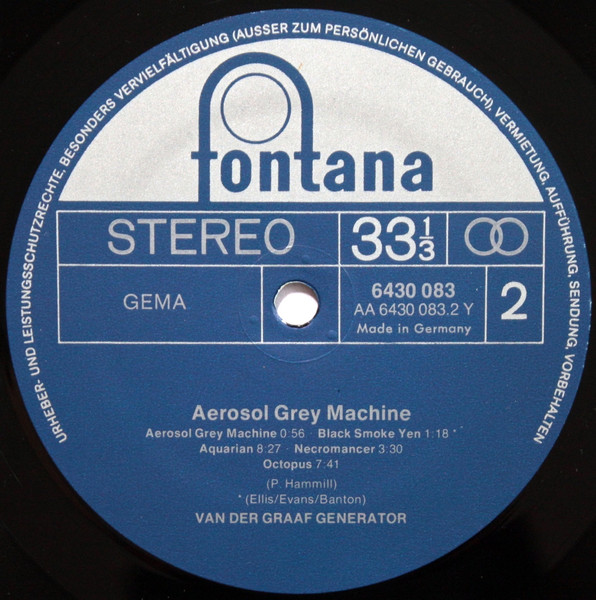 URHEBER- UND LEISTUNGSSCHUTZRECHTE, BESONDERS VERVIELFÄLTIGUNG (AUSSER ZUM PERSÖNLICHEN GEBRAUCH), VERMIETUNG, AUFFÜHRUNG, SENDUNG, VORBEHALTEN
fontana
STEREO 33 1/3
GEMA
6430 083
AA 6430 083.2 Y
Made in Germany
2
Aerosol Grey Machine
Aerosol Grey Machine 0:56 · Black Smoke Yen 1:18 *
Aquarian 8:27 · Necromancer 3:30
Octopus 7:41
(P. Hammill)
* (Ellis/Evans/Banton)
VAN DER GRAAF GENERATOR